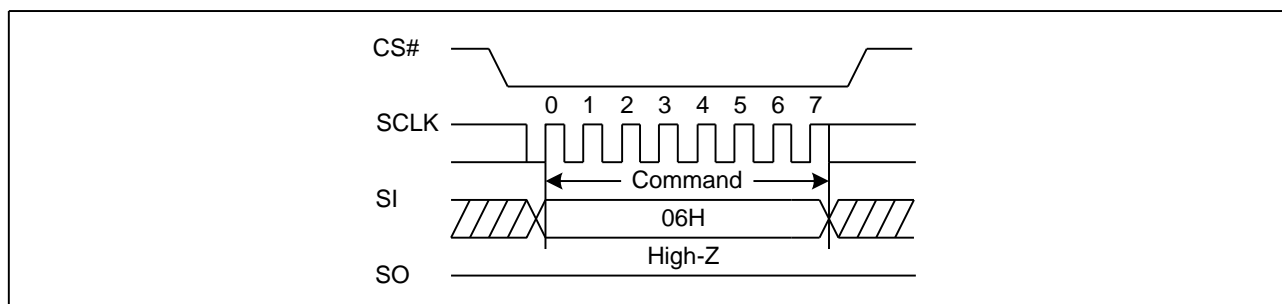 CS#
0 1 2 3 4 5 6 7
SCLK
Command
SI
06H
High-Z
SO